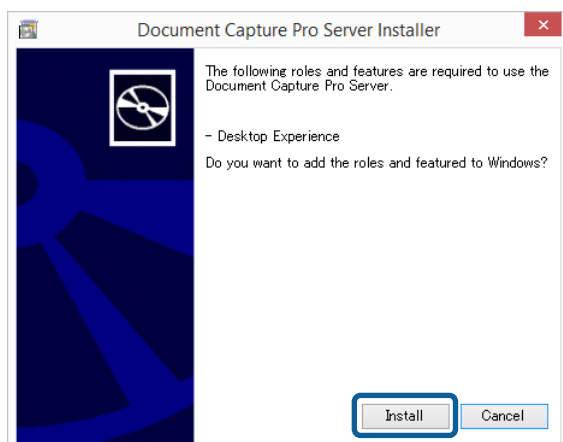 Document Capture Pro Server Installer
The following roles and features are required to use the
Document Capture Pro Server.
- Desktop Experience
Do you want to add the roles and featured to Windows?
Install
Cancel